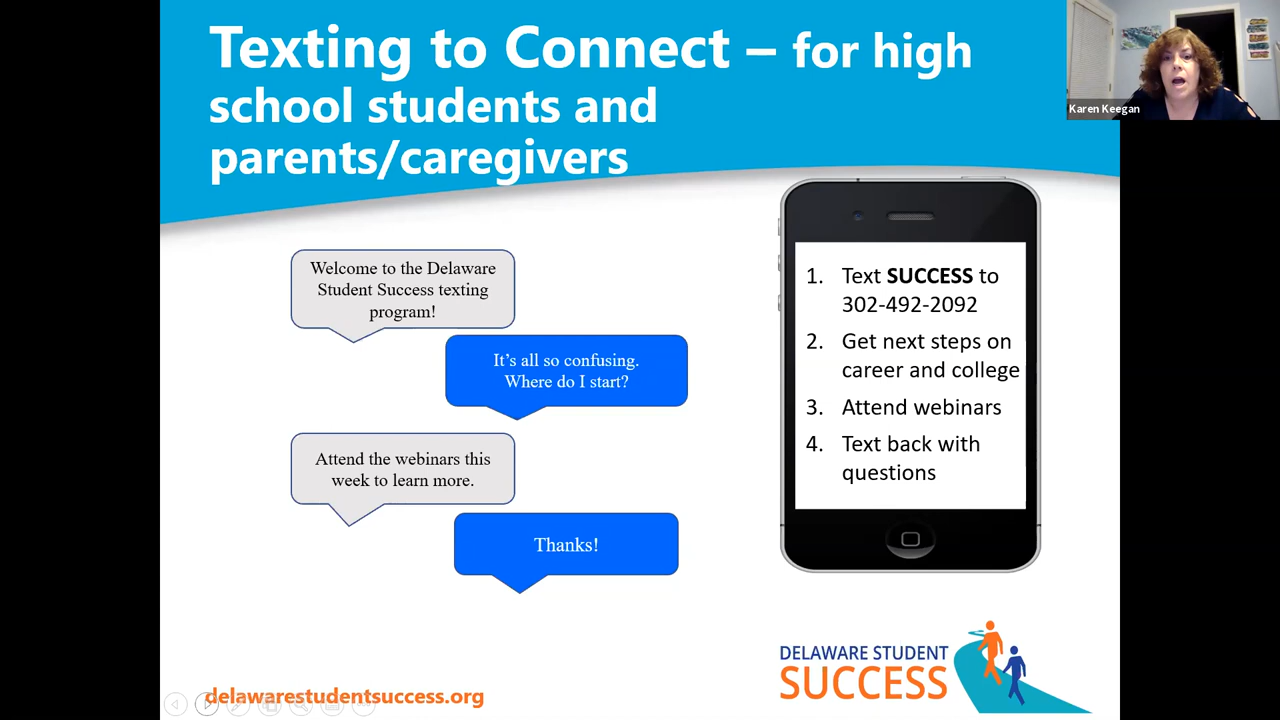 Texting to Connect – for high
school students and
parents/caregivers
Karen Keegan
Welcome to the Delaware
Student Success texting
program!
It's all so confusing.
Where do I start?
Attend the webinars this
week to learn more.
Thanks!
1. Text SUCCESS to
302-492-2092
2. Get next steps on
career and college
3. Attend webinars
4. Text back with
questions
delawarestudentsuccess.org
DELAWARE STUDENT
SUCCESS